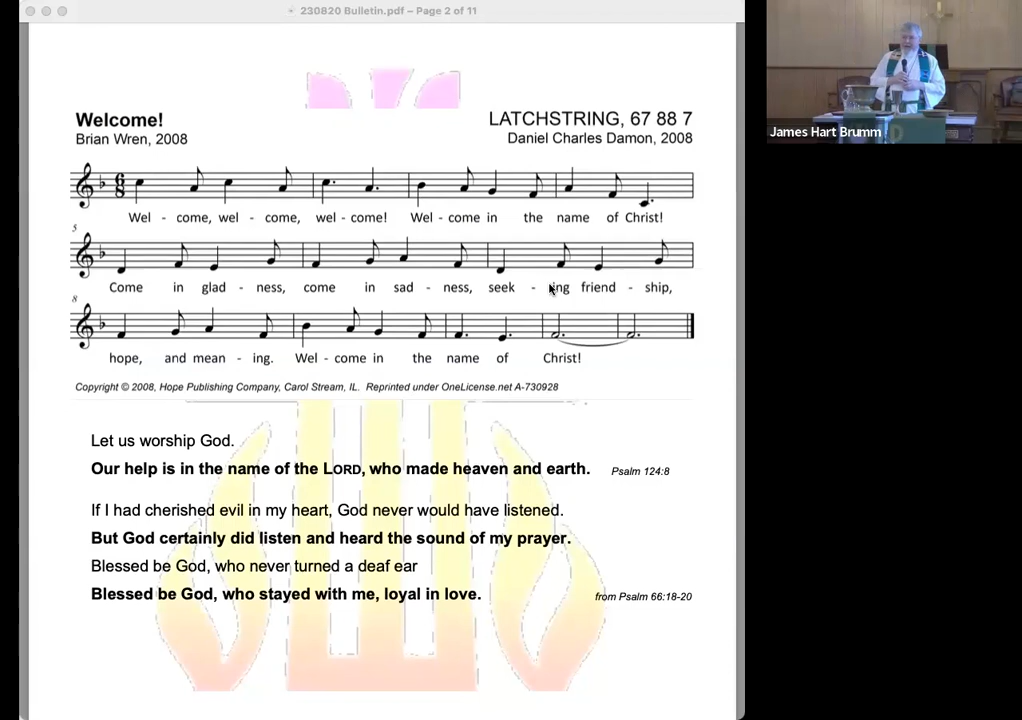 230820 Bulletin.pdf – Page 2 of 11
James Hart Brumm
Welcome!
LATCHSTRING, 67 88 7
Brian Wren, 2008
Daniel Charles Damon, 2008
6
8
Wel - come, wel - come, wel - come! Wel - come in the name of Christ!
5
Come in glad - ness, come in sad - ness, seek - ing friend - ship,
8
hope, and mean - ing. Wel - come in the name of Christ!
Copyright © 2008, Hope Publishing Company, Carol Stream, IL. Reprinted under OneLicense.net A-730928
Let us worship God.
Our help is in the name of the LORD, who made heaven and earth. Psalm 124:8
If I had cherished evil in my heart, God never would have listened.
But God certainly did listen and heard the sound of my prayer.
Blessed be God, who never turned a deaf ear
Blessed be God, who stayed with me, loyal in love. from Psalm 66:18-20